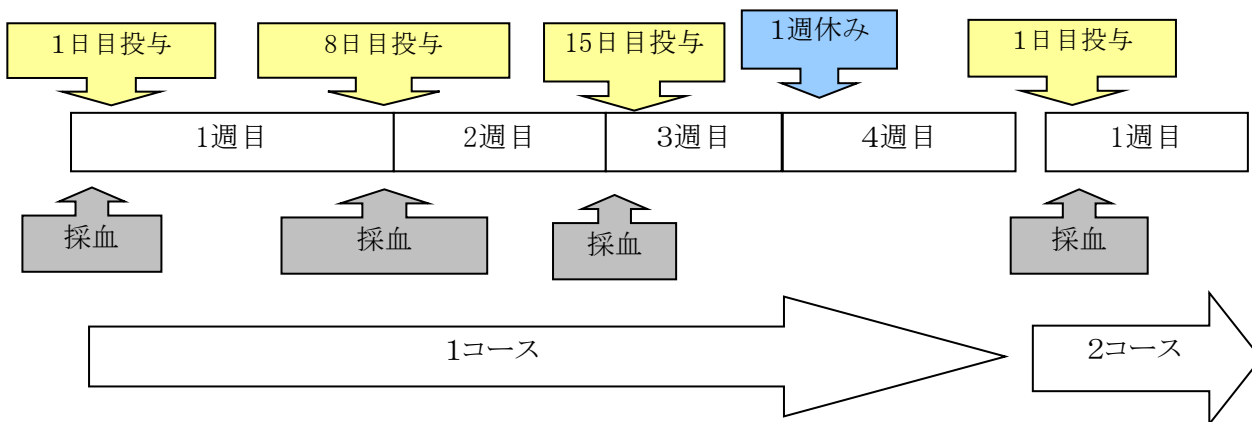 1日目投与
8日目投与
15日目投与
1週休み
1日目投与
1週目
2週目
3週目
4週目
1週目
採血
採血
採血
採血
1コース
2コース